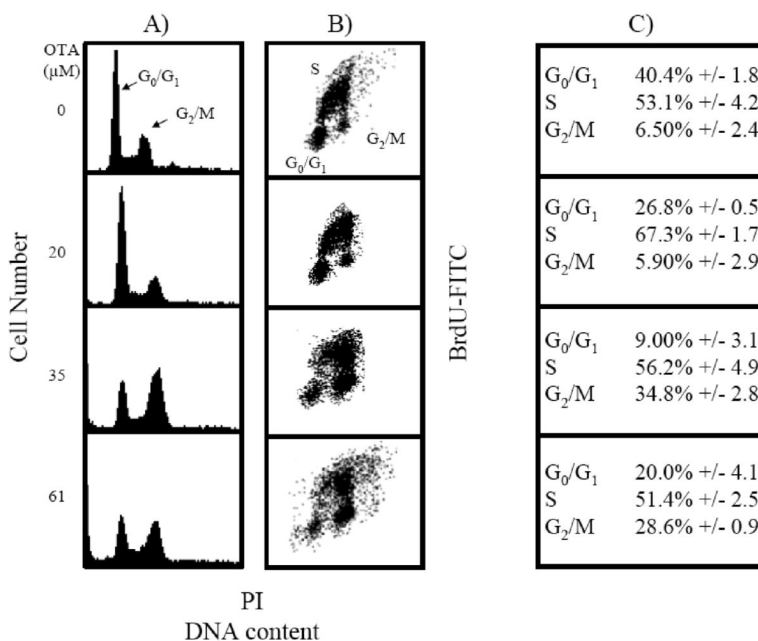 A)
B)
C)
OTA
(μM)
0
G₀/G₁
G₂/M
S
G₂/M
G₀/G₁
G₀/G₁ 40.4% +/- 1.8
S 53.1% +/- 4.2
G₂/M 6.50% +/- 2.4
20
G₀/G₁ 26.8% +/- 0.5
S 67.3% +/- 1.7
G₂/M 5.90% +/- 2.9
Cell Number
BrdU-FITC
35
G₀/G₁ 9.00% +/- 3.1
S 56.2% +/- 4.9
G₂/M 34.8% +/- 2.8
61
G₀/G₁ 20.0% +/- 4.1
S 51.4% +/- 2.5
G₂/M 28.6% +/- 0.9
PI
DNA content